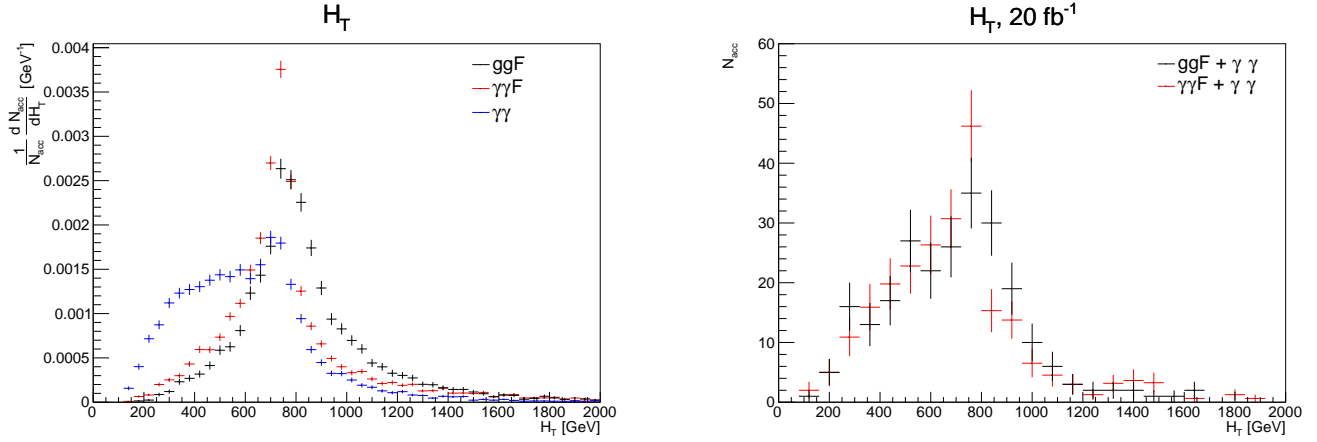 H_T
1/N_acc d N_acc/dH_T [GeV⁻¹]
0.004
0.0035
0.003
0.0025
0.002
0.0015
0.001
0.0005
0
ggF
γγF
γγ
0 200 400 600 800 1000 1200 1400 1600 1800 2000
H_T [GeV]
H_T, 20 fb⁻¹
N_acc
60
50
40
30
20
10
0
ggF + γ γ
γγF + γ γ
0 200 400 600 800 1000 1200 1400 1600 1800 2000
H_T [GeV]